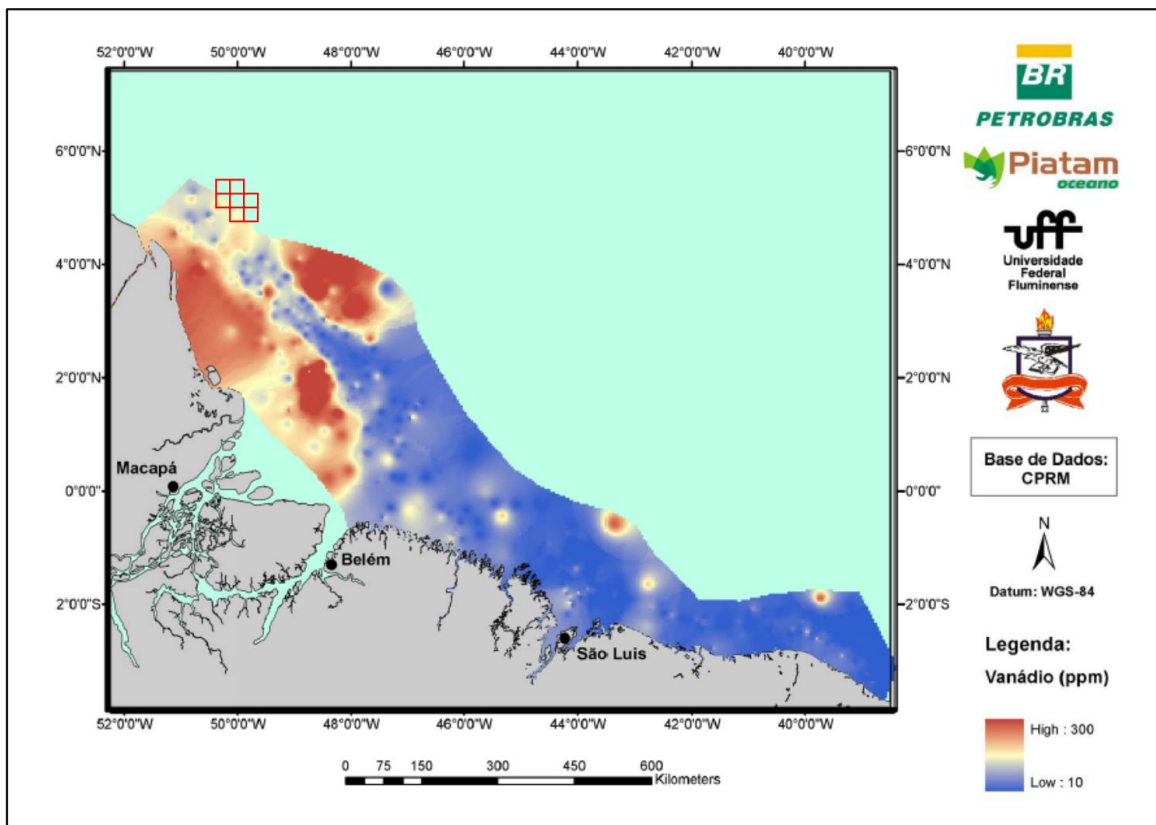 52°0'0"W 50°0'0"W 48°0'0"W 46°0'0"W 44°0'0"W 42°0'0"W 40°0'0"W
6°0'0"N 6°0'0"N
4°0'0"N 4°0'0"N
2°0'0"N 2°0'0"N
0°0'0" 0°0'0"
2°0'0"S 2°0'0"S
52°0'0"W 50°0'0"W 48°0'0"W 46°0'0"W 44°0'0"W 42°0'0"W 40°0'0"W
Macapá
Belém
São Luis
0 75 150 300 450 600
Kilometers
BR
PETROBRAS
Piatam
oceano
uff
Universidade
Federal
Fluminense
Base de Dados:
CPRM
N
Datum: WGS-84
Legenda:
Vanádio (ppm)
High : 300
Low : 10